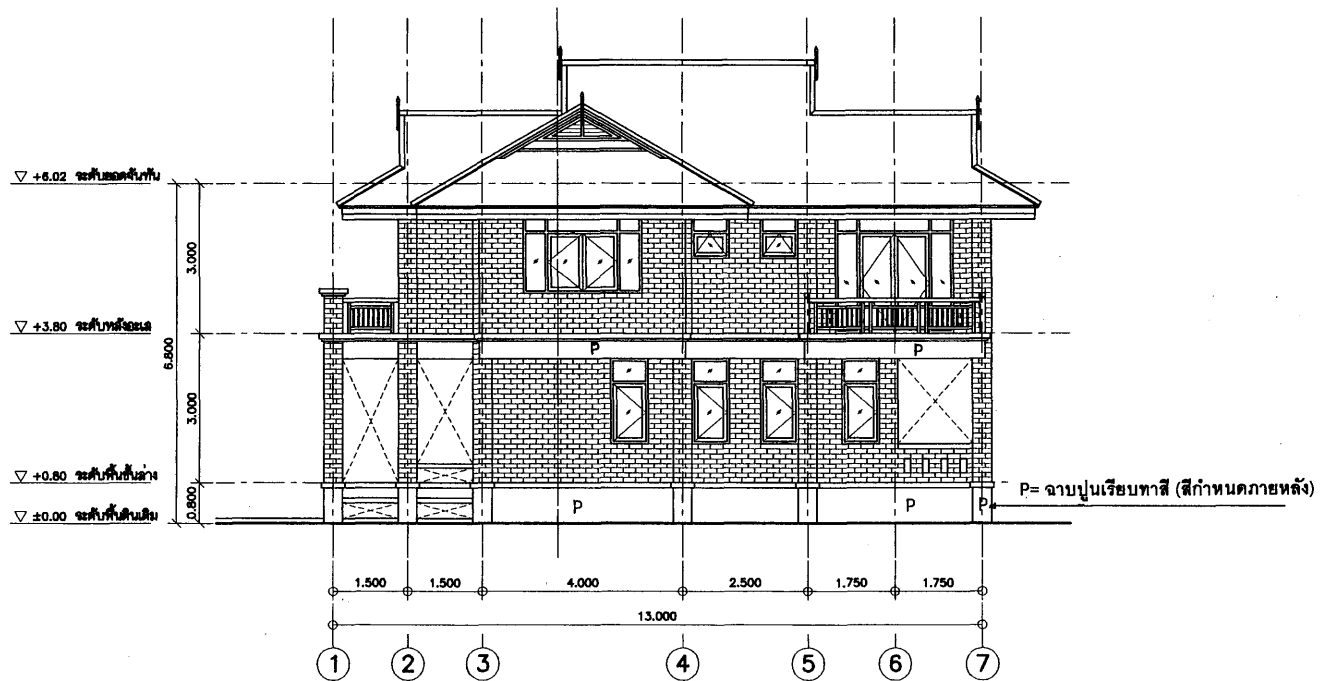 ▽ +6.02 ระดับยอดจันทัน
3.000
▽ +3.80 ระดับหลังอะเส
6.800
P
P
3.000
▽ +0.80 ระดับพื้นชั้นล่าง
0.800
P
P
P
P= ฉาบปูนเรียบทาสี (สีกำหนดภายหลัง)
▽ ±0.00 ระดับพื้นดินเดิม
1.500
1.500
4.000
2.500
1.750
1.750
13.000
1
2
3
4
5
6
7